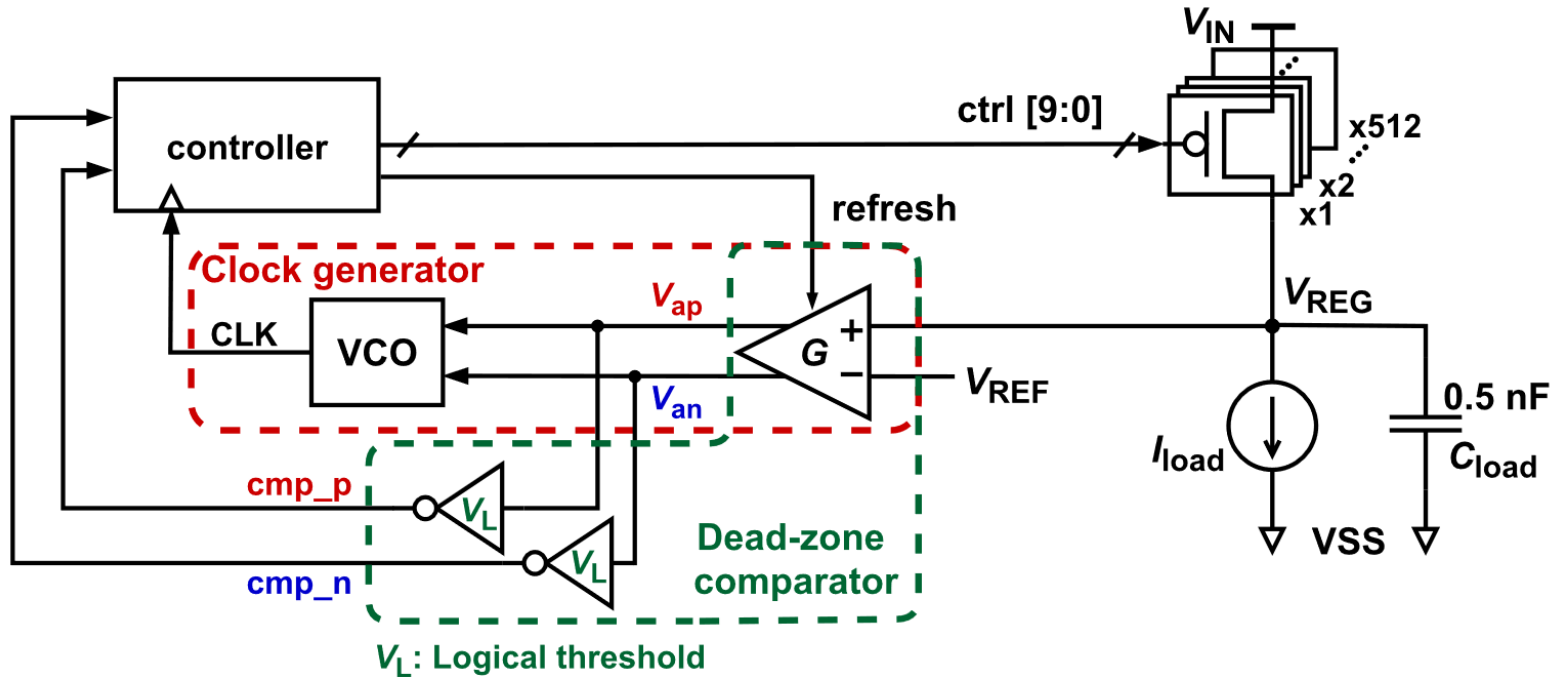 VIN
controller
ctrl [9:0]
x512
x2
x1
refresh
Clock generator
Vap
VREG
CLK
VCO
G
+
−
Van
VREF
0.5 nF
Iload
Cload
cmp_p
VL
Dead-zone
comparator
VSS
VL
cmp_n
VL: Logical threshold